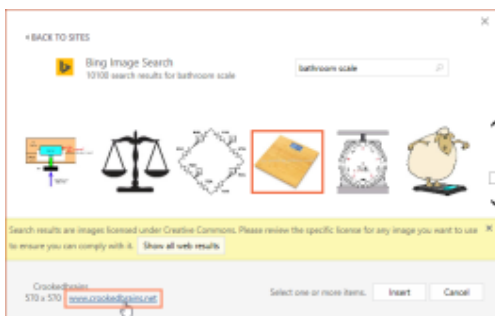 ◂ BACK TO SITES
Bing Image Search
10100 search results for bathroom scale
bathroom scale
Search results are images licensed under Creative Commons. Please review the specific license for any image you want to use
to ensure you can comply with it. Show all web results
Crookedbrains
570 x 570 www.crookedbrains.net
Select one or more items. Insert Cancel